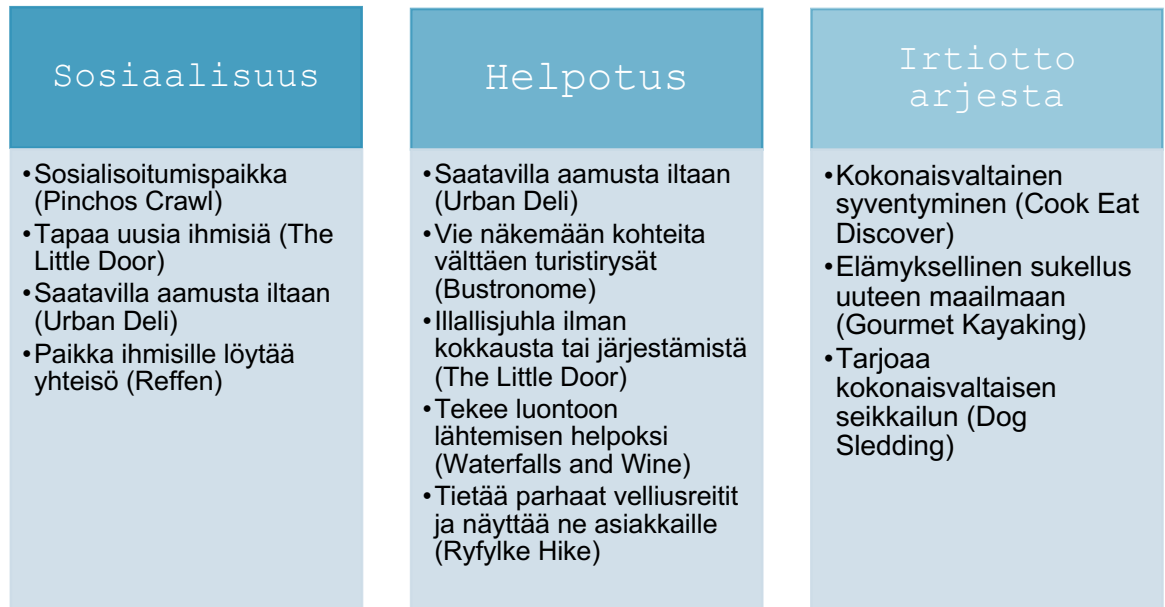 Sosiaalisuus
•Sosialisoitumispaikka
(Pinchos Crawl)
•Tapaa uusia ihmisiä (The
Little Door)
•Saatavilla aamusta iltaan
(Urban Deli)
•Paikka ihmisille löytää
yhteisö (Reffen)
Helpotus
•Saatavilla aamusta iltaan
(Urban Deli)
•Vie näkemään kohteita
välttäen turistirysät
(Bustronome)
•Illallisjuhla ilman
kokkausta tai järjestämistä
(The Little Door)
•Tekee luontoon
lähtemisen helpoksi
(Waterfalls and Wine)
•Tietää parhaat velliusreitit
ja näyttää ne asiakkaille
(Ryfylke Hike)
Irtiotto
arjesta
•Kokonaisvaltainen
syventyminen (Cook Eat
Discover)
•Elämyksellinen sukellus
uuteen maailmaan
(Gourmet Kayaking)
•Tarjoaa
kokonaisvaltaisen
seikkailun (Dog
Sledding)